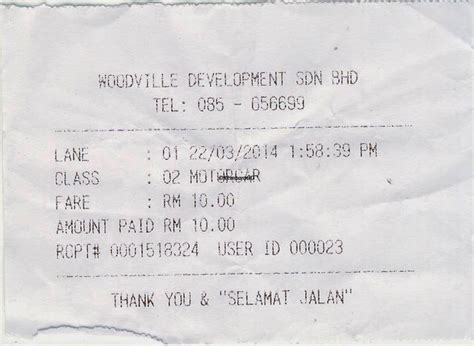 WOODVILLE DEVELOPMENT SDN BHD
TEL: 085 - 656699
LANE : 01 22/03/2014 1:58:39 PM
CLASS : 02 MOTORCAR
FARE : RM 10.00
AMOUNT PAID RM 10.00
RCPT# 0001518324 USER ID 000023
THANK YOU & "SELAMAT JALAN"